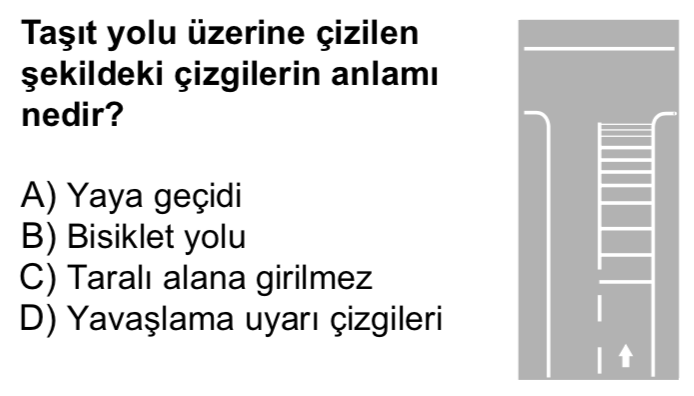 Taşıt yolu üzerine çizilen
şekildeki çizgilerin anlamı
nedir?
A) Yaya geçidi
B) Bisiklet yolu
C) Taralı alana girilmez
D) Yavaşlama uyarı çizgileri